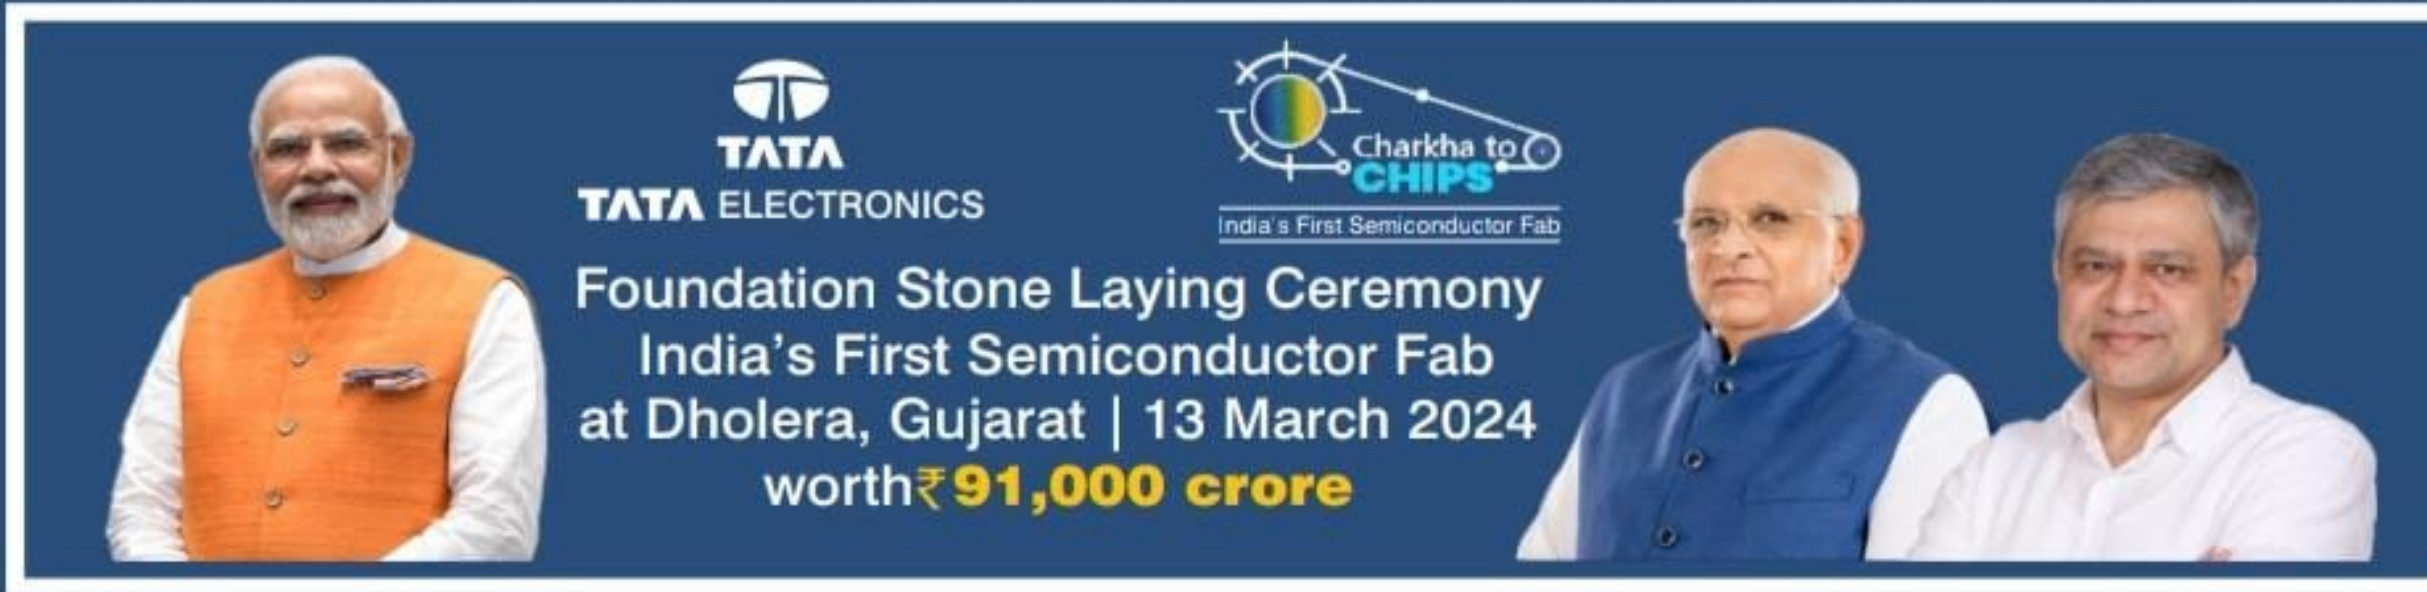 TATA
TATA ELECTRONICS
Charkha to
CHIPS
India's First Semiconductor Fab
Foundation Stone Laying Ceremony
India's First Semiconductor Fab
at Dholera, Gujarat | 13 March 2024
worth₹91,000 crore